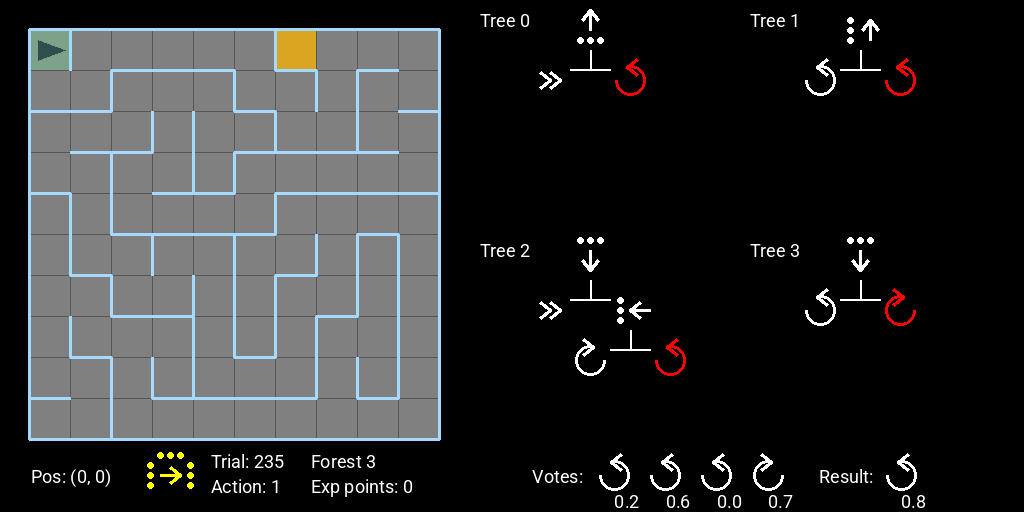 Tree 0
Tree 1
Tree 2
Tree 3
Pos: (0, 0)
Trial: 235
Forest 3
Action: 1
Exp points: 0
Votes:
0.2
0.6
0.0
0.7
Result:
0.8